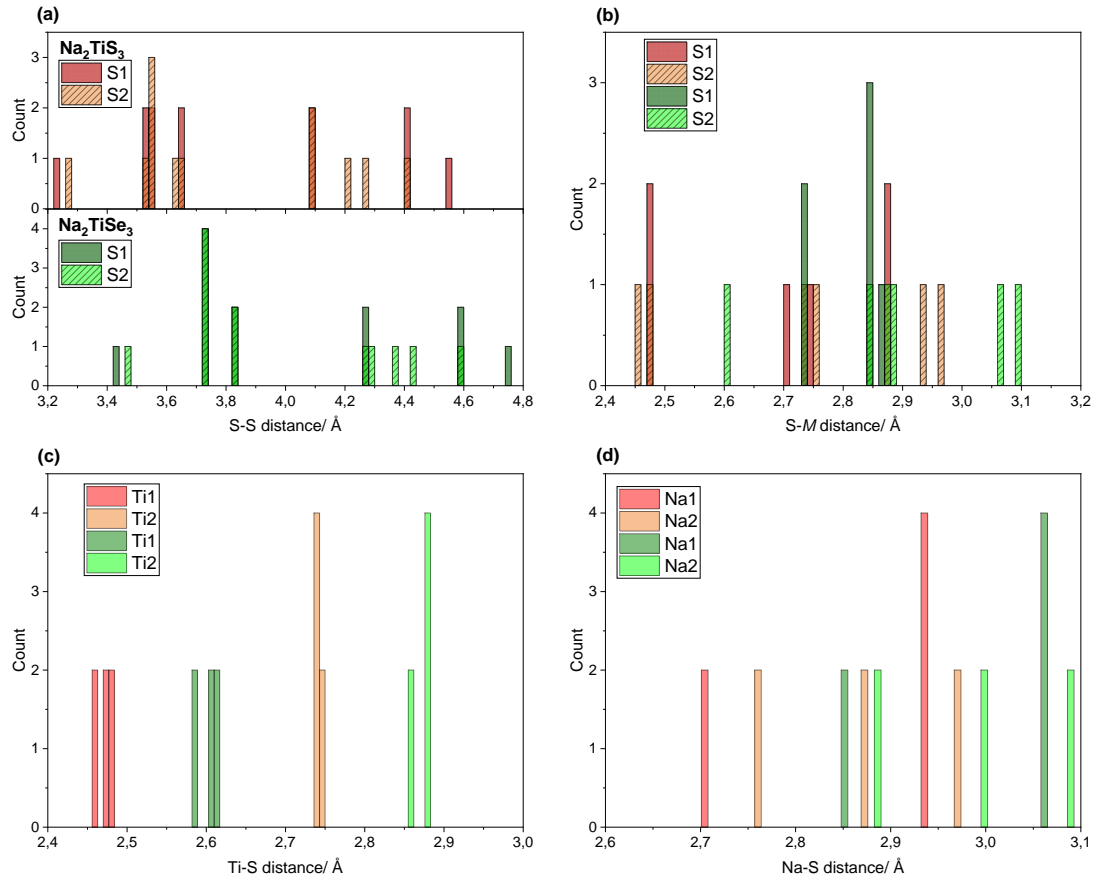 (a)
Na₂TiS₃
S1
S2
Count
3
2
1
0
Na₂TiSe₃
S1
S2
Count
4
3
2
1
0
3,2 3,4 3,6 3,8 4,0 4,2 4,4 4,6 4,8
S-S distance/ Å
(b)
S1
S2
S1
S2
Count
3
2
1
0
2,4 2,5 2,6 2,7 2,8 2,9 3,0 3,1 3,2
S-M distance/ Å
(c)
Ti1
Ti2
Ti1
Ti2
Count
4
3
2
1
0
2,4 2,5 2,6 2,7 2,8 2,9 3,0
Ti-S distance/ Å
(d)
Na1
Na2
Na1
Na2
Count
4
3
2
1
0
2,6 2,7 2,8 2,9 3,0 3,1
Na-S distance/ Å